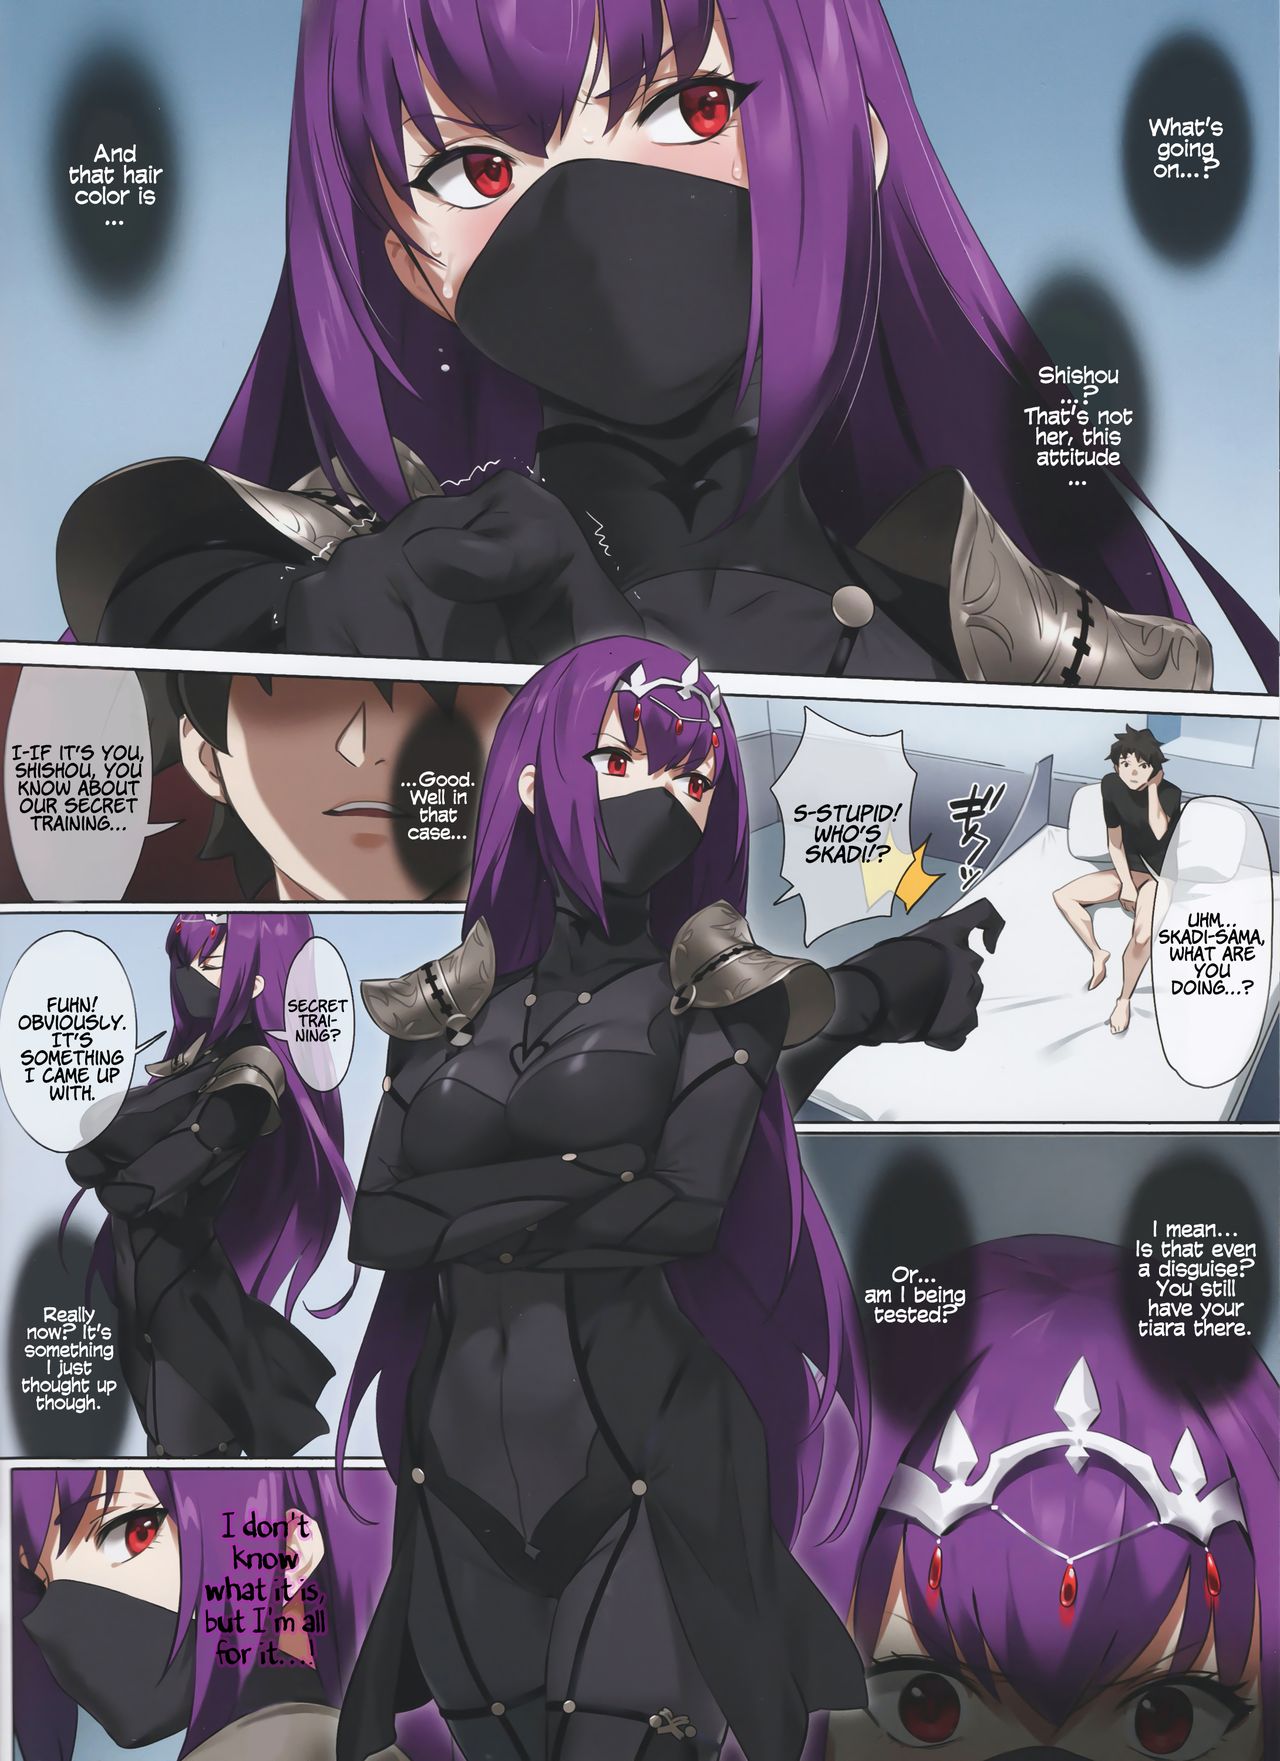 What's
going
on...?
Shishou
...?
That's not
her, this
attitude
...
And
that hair
color is
...
UHM...
SKADI-SAMA,
WHAT ARE
YOU
DOING...?
ギクッ
S-STUPID!
WHO'S
SKADI!?
...Good.
Well in
that
case...
I-IF IT'S YOU,
SHISHOU, YOU
KNOW ABOUT
OUR SECRET
TRAINING...
I mean...
Is that even
a disguise?
You still
have your
tiara there.
Or...
am I being
tested?
SECRET
TRAI-
NING?
FUHN!
OBVIOUSLY.
IT'S
SOMETHING
I CAME UP
WITH.
Really
now? It's
something
I just
thought up
though.
I don't
know
what it is,
but I'm all
for it...!